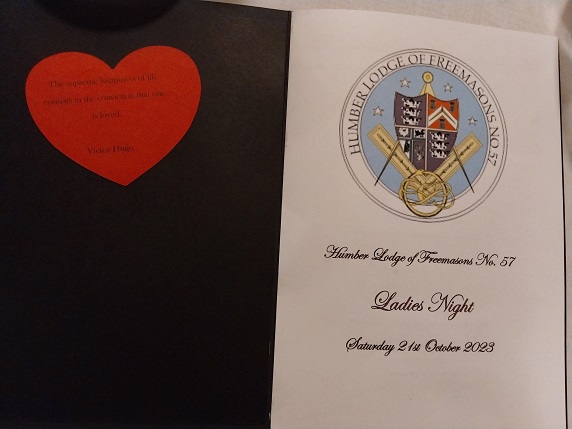 The supreme happiness of life
consists in the conviction that one
is loved.
Victor Hugo
HUMBER LODGE OF FREEMASONS NO. 57
Humber Lodge of Freemasons No. 57
Ladies Night
Saturday 21st October 2023